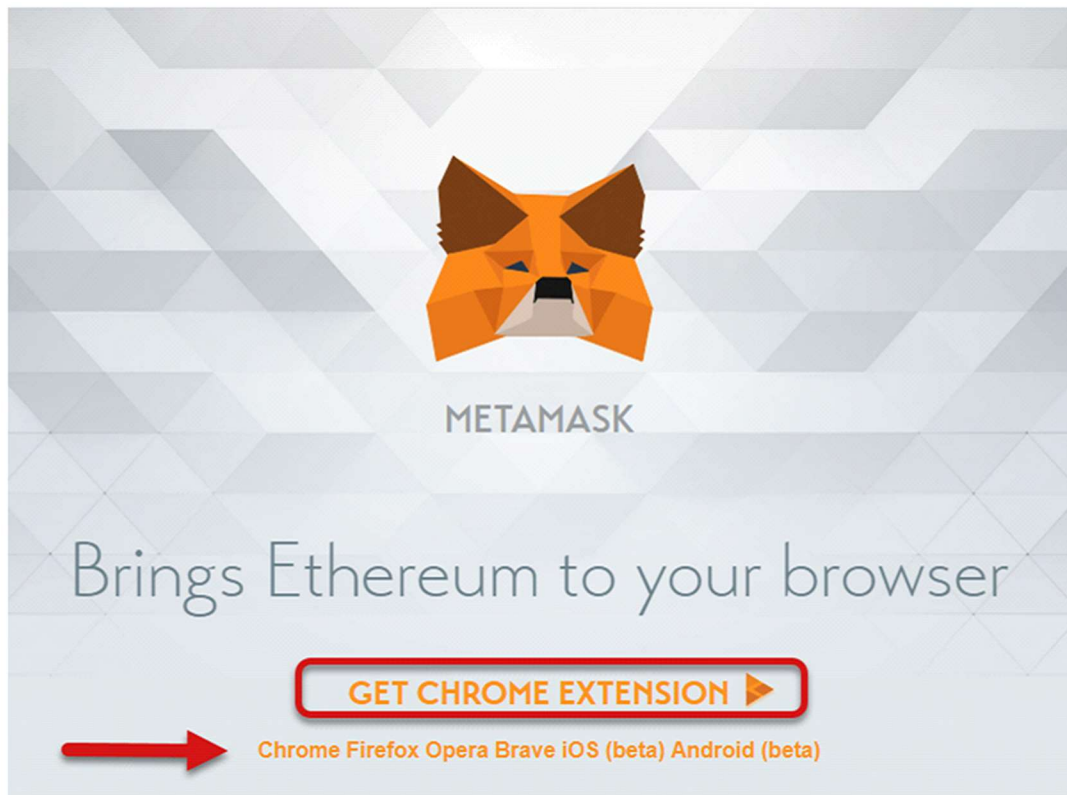 METAMASK
Brings Ethereum to your browser
GET CHROME EXTENSION
Chrome Firefox Opera Brave iOS (beta) Android (beta)